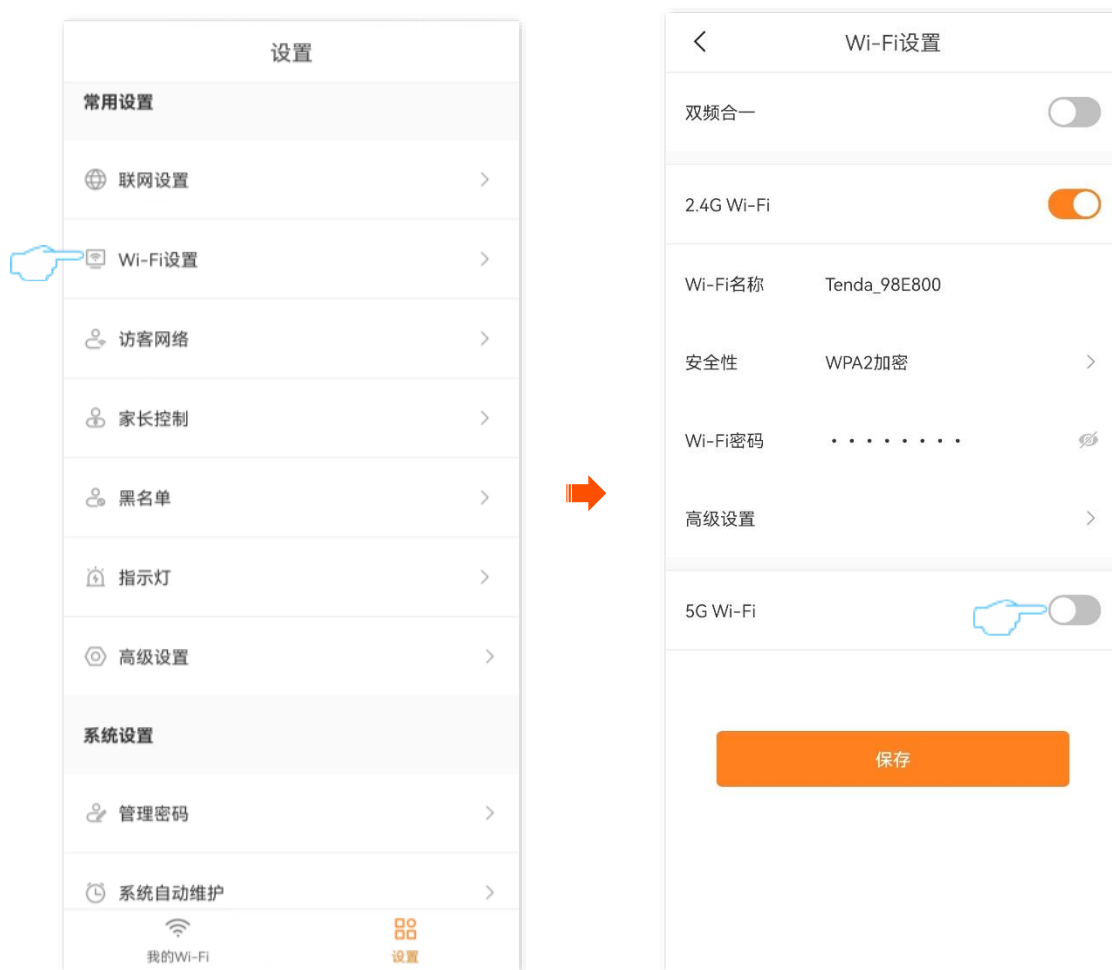 设置
常用设置
联网设置
Wi-Fi设置
访客网络
家长控制
黑名单
指示灯
高级设置
系统设置
管理密码
系统自动维护
我的Wi-Fi
设置
Wi-Fi设置
双频合一
2.4G Wi-Fi
Wi-Fi名称 Tenda_98E800
安全性 WPA2加密
Wi-Fi密码 ········
高级设置
5G Wi-Fi
保存